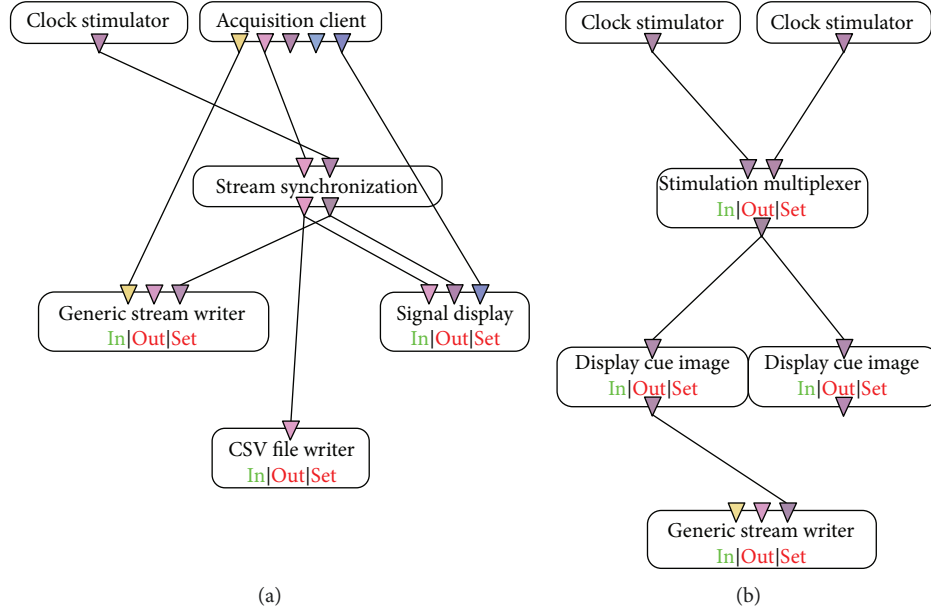 Clock stimulator
Acquisition client
Stream synchronization
Generic stream writer
In|Out|Set
Signal display
In|Out|Set
CSV file writer
In|Out|Set
(a)
Clock stimulator
Clock stimulator
Stimulation multiplexer
In|Out|Set
Display cue image
In|Out|Set
Display cue image
In|Out|Set
Generic stream writer
In|Out|Set
(b)